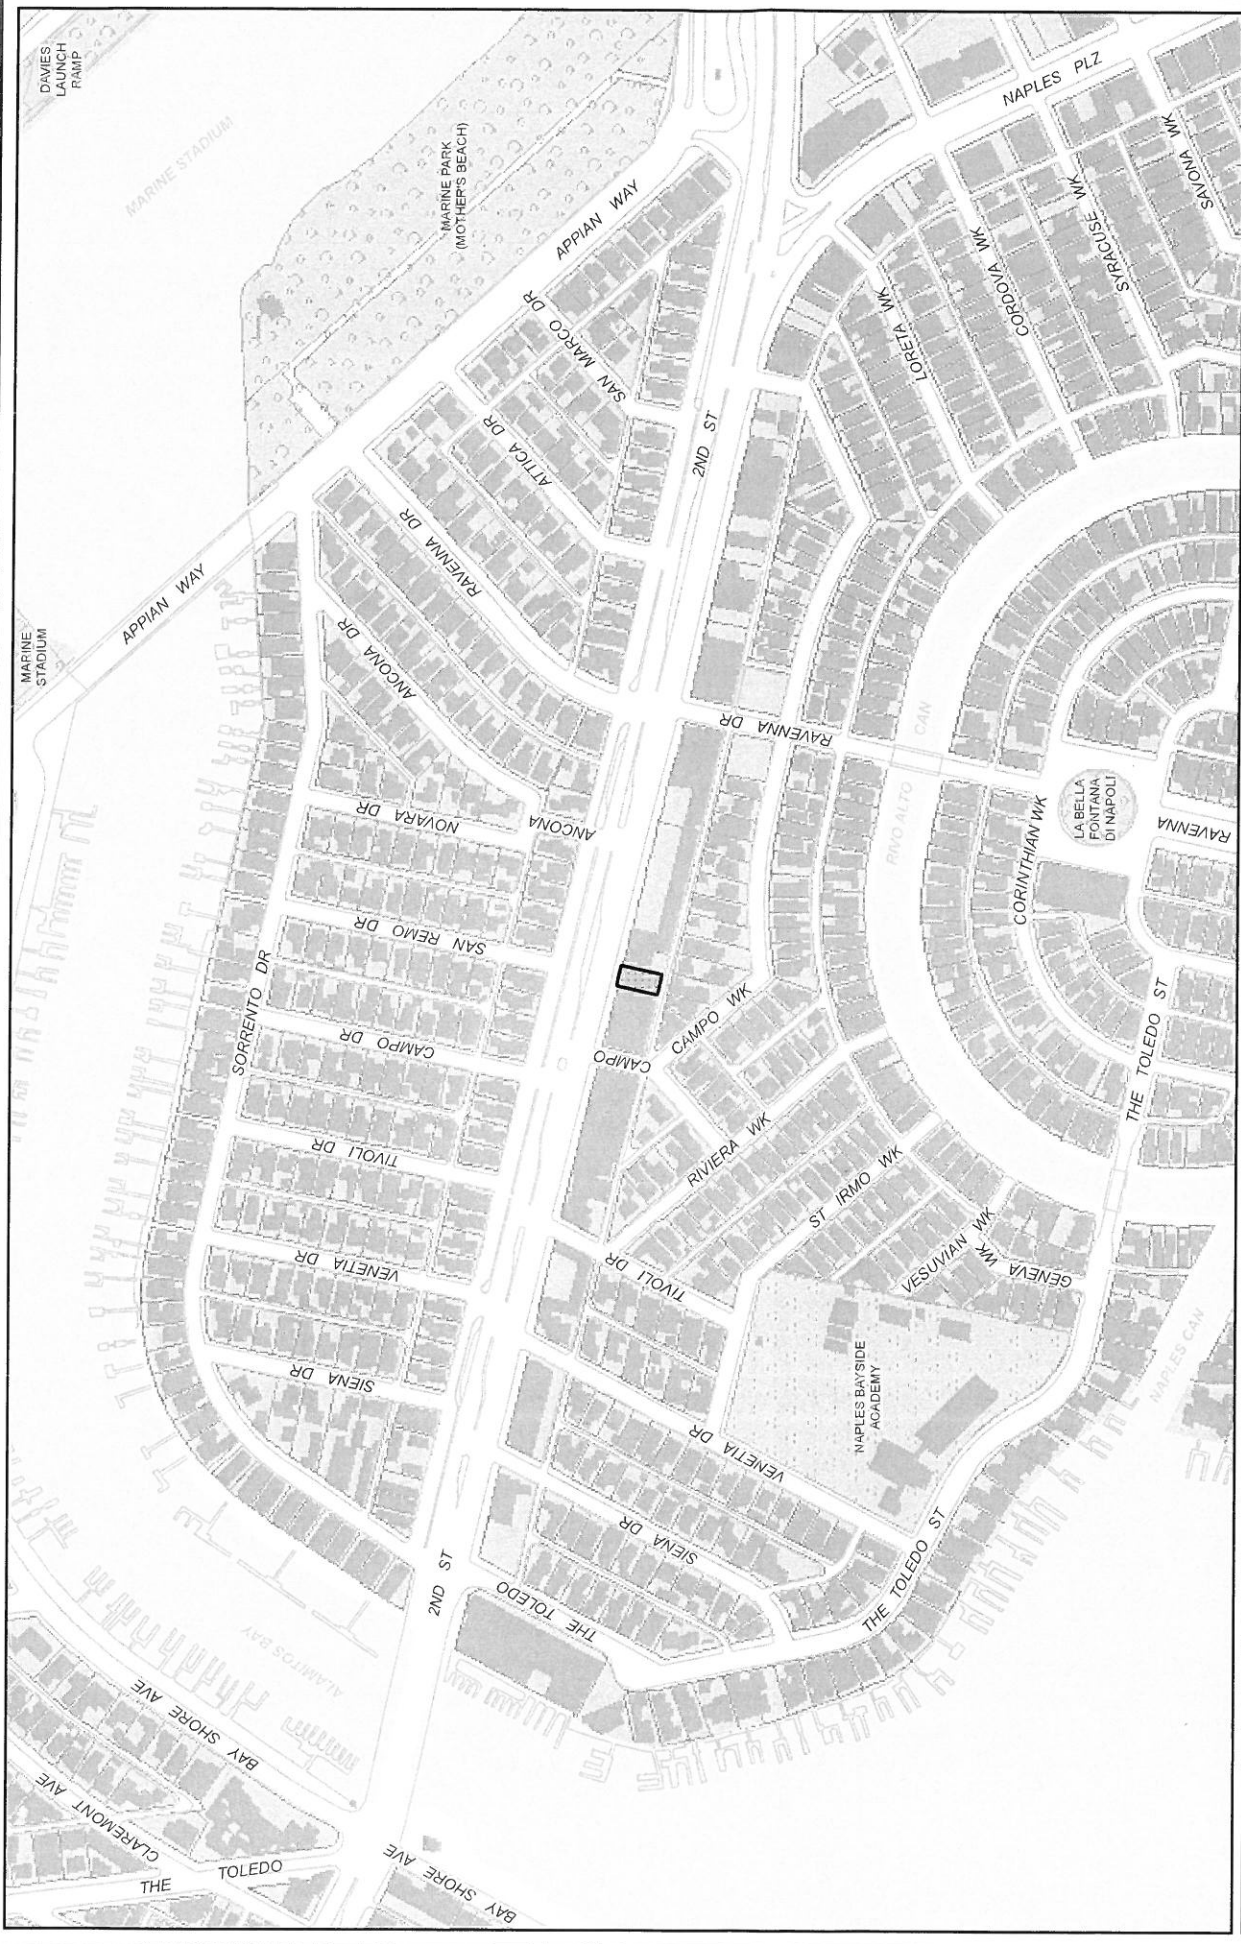 DAVIES
LAUNCH
RAMP
MARINE STADIUM
MARINE PARK
(MOTHER'S BEACH)
NAPLES PLZ
APPIAN WAY
SAVONA WK
SYRACUSE WK
CORDOVA WK
LORETA WK
SAN MARCO DR
ATTICA DR
2ND ST
RAVENNA DR
APPIAN WAY
MARINE
STADIUM
ANCONA DR
RAVENNA DR
RIVO ALTO CAN
NOVARA DR
ANCONA
LA BELLA
FONTANA
DI NAPOLI
RAVENNA
CORINTHIAN WK
SAN REMO DR
SORRENTO DR
CAMPO DR
CAMPO
CAMPO WK
THE TOLEDO ST
TIVOLI DR
RIVIERA WK
ST IRMO WK
VESUVIAN WK
GENEVA WK
VENETIA DR
TIVOLI DR
SIENA DR
NAPLES BAYSIDE
ACADEMY
NAPLES CAN
VENETIA DR
SIENA DR
THE TOLEDO ST
2ND ST
THE TOLEDO
ALAMITOS BAY
BAY SHORE AVE
CLAREMONT AVE
THE TOLEDO
BAY SHORE AVE